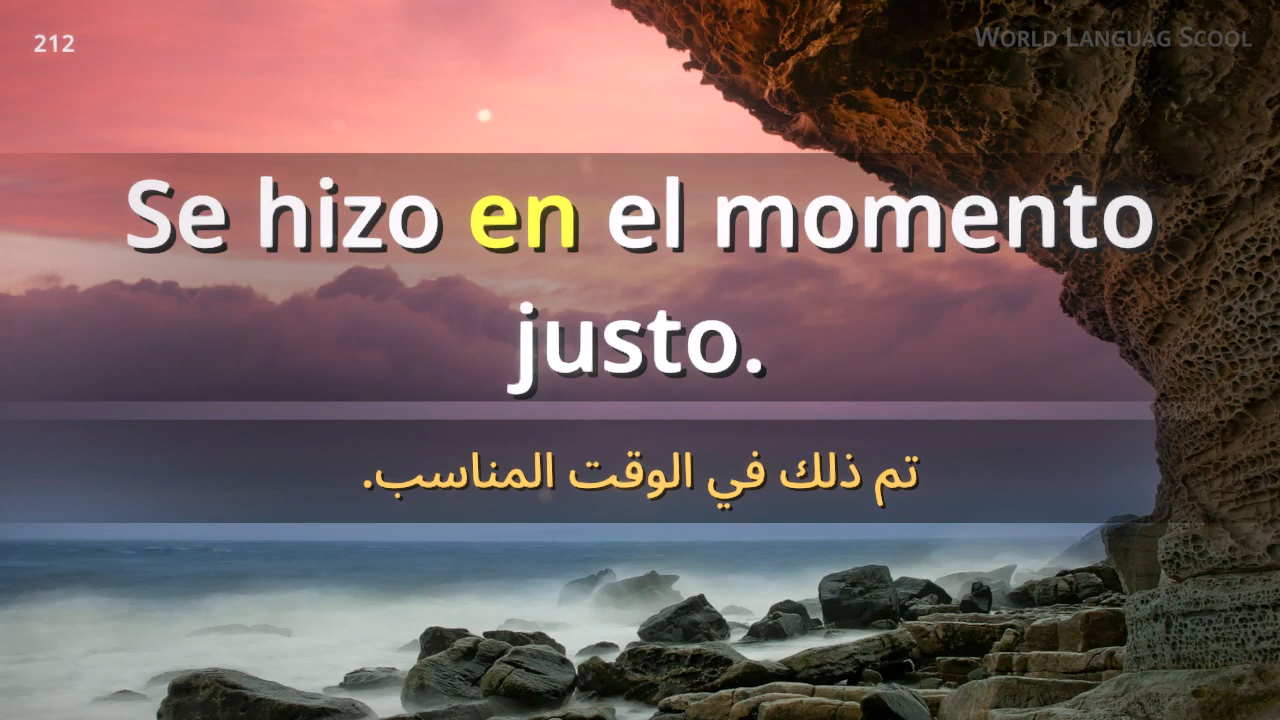 212
WORLD LANGUAG SCOOL
Se hizo en el momento
justo.
تم ذلك في الوقت المناسب.